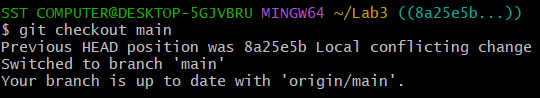 SST COMPUTER@DESKTOP-5GJVBRU MINGW64 ~/Lab3 ((8a25e5b...))
$ git checkout main
Previous HEAD position was 8a25e5b Local conflicting change
Switched to branch 'main'
Your branch is up to date with 'origin/main'.